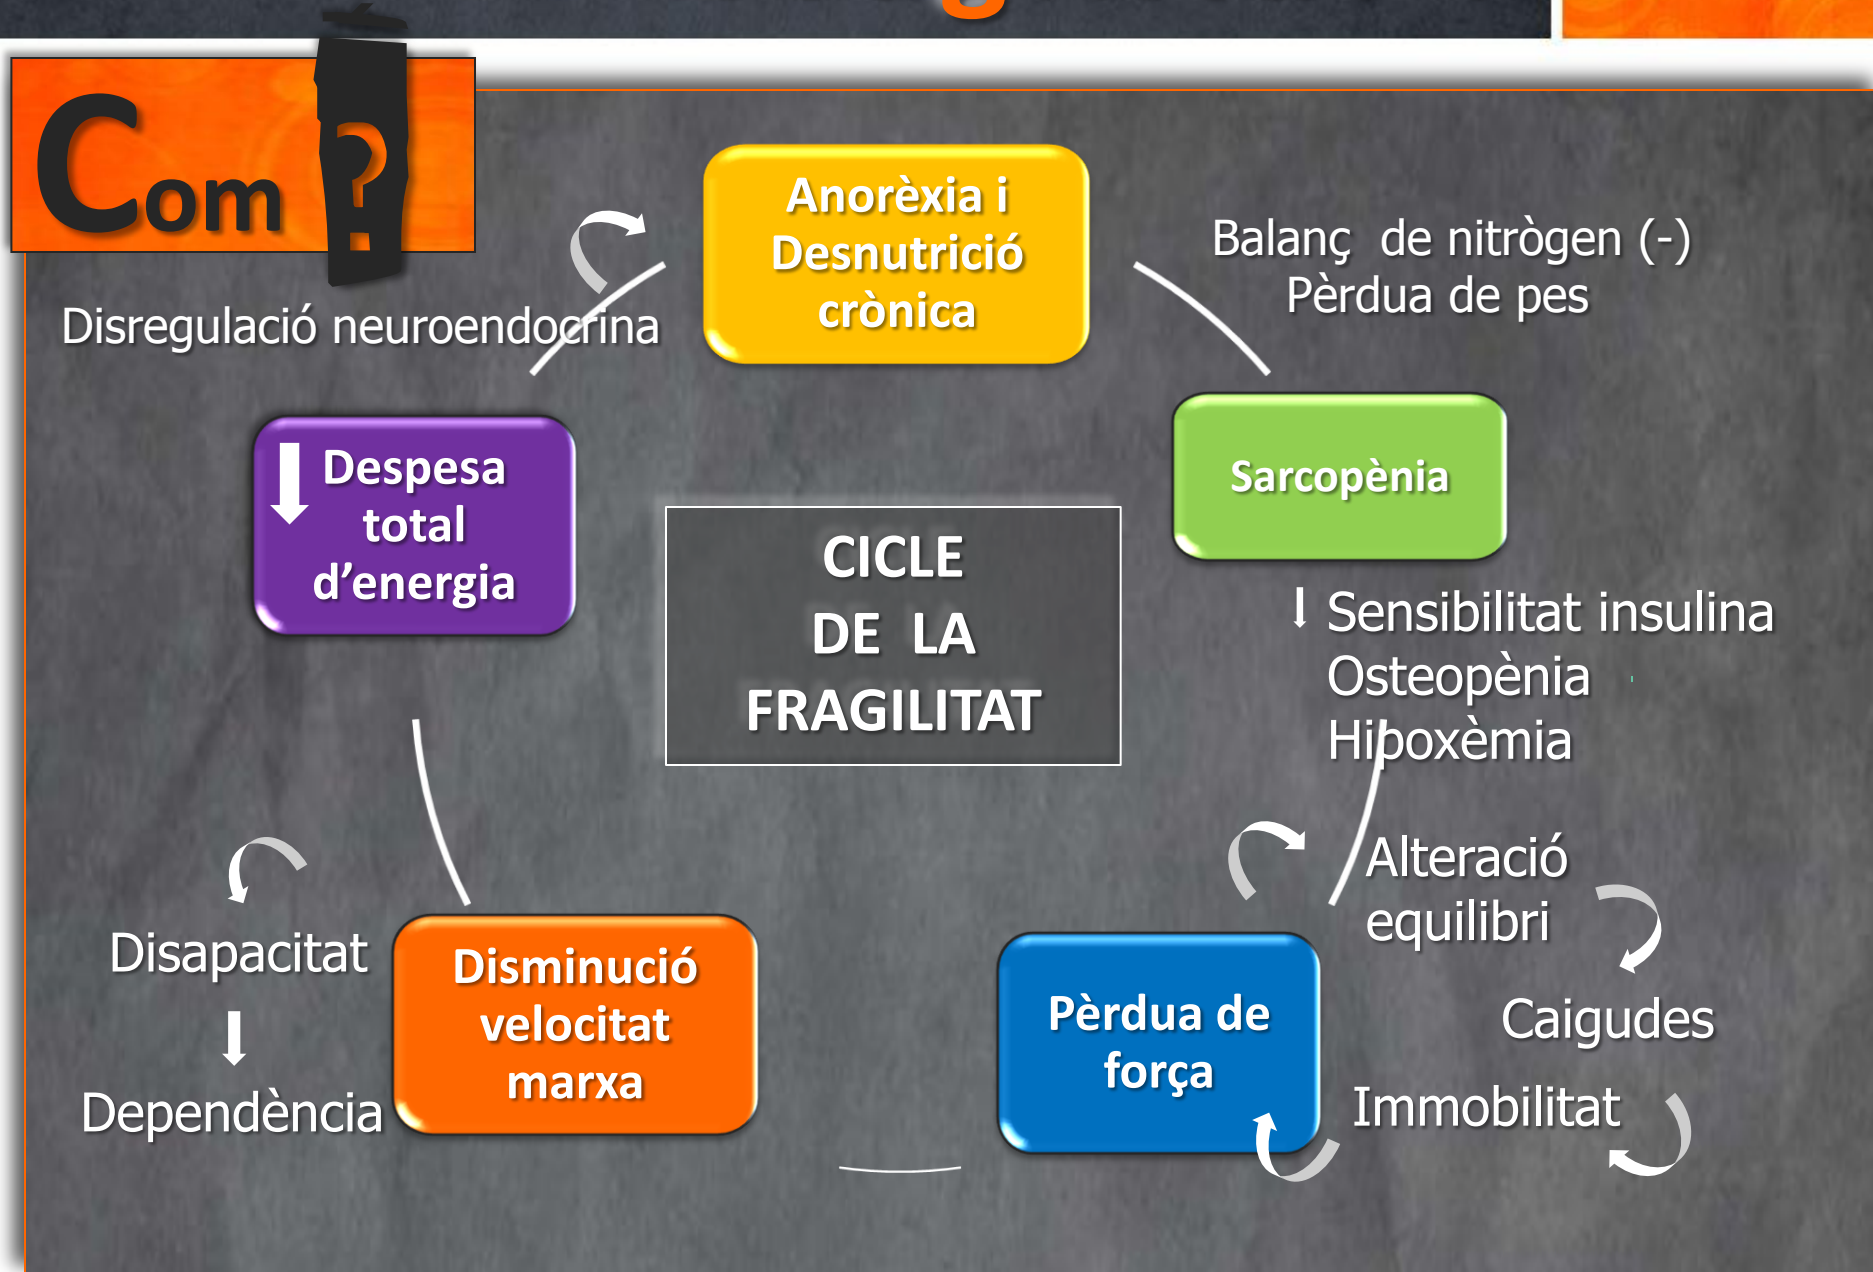 g
Com ?
Anorèxia i
Desnutrició
crònica
Balanç de nitrògen (-)
Pèrdua de pes
Disregulació neuroendocrina
Sarcopènia
Despesa
total
d’energia
CICLE
DE LA
FRAGILITAT
Sensibilitat insulina
Osteopènia
Hipoxèmia
Alteració
equilibri
Caigudes
Immobilitat
Pèrdua de
força
Disminució
velocitat
marxa
Disapacitat
Dependència